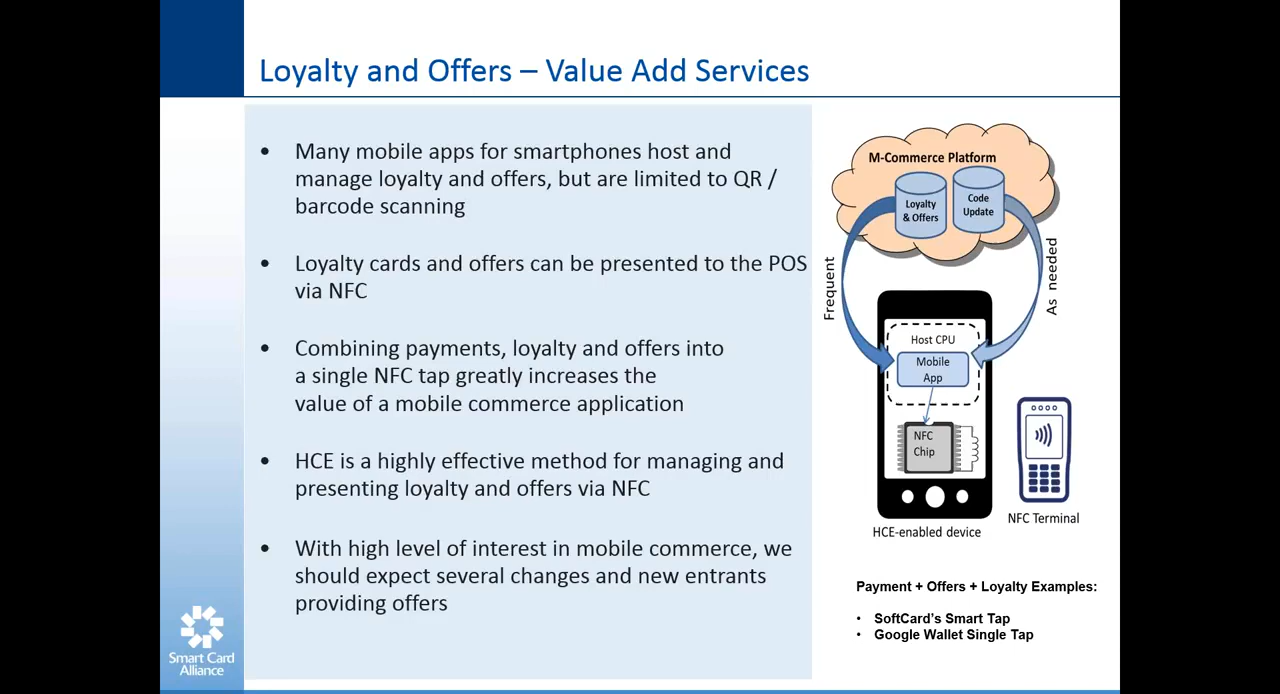 Loyalty and Offers – Value Add Services
• Many mobile apps for smartphones host and
manage loyalty and offers, but are limited to QR /
barcode scanning
• Loyalty cards and offers can be presented to the POS
via NFC
• Combining payments, loyalty and offers into
a single NFC tap greatly increases the
value of a mobile commerce application
• HCE is a highly effective method for managing and
presenting loyalty and offers via NFC
• With high level of interest in mobile commerce, we
should expect several changes and new entrants
providing offers
Smart Card
Alliance
M-Commerce Platform
Loyalty
& Offers
Code
Update
Frequent
As needed
Host CPU
Mobile
App
NFC
Chip
HCE-enabled device
NFC Terminal
Payment + Offers + Loyalty Examples:
• SoftCard's Smart Tap
• Google Wallet Single Tap